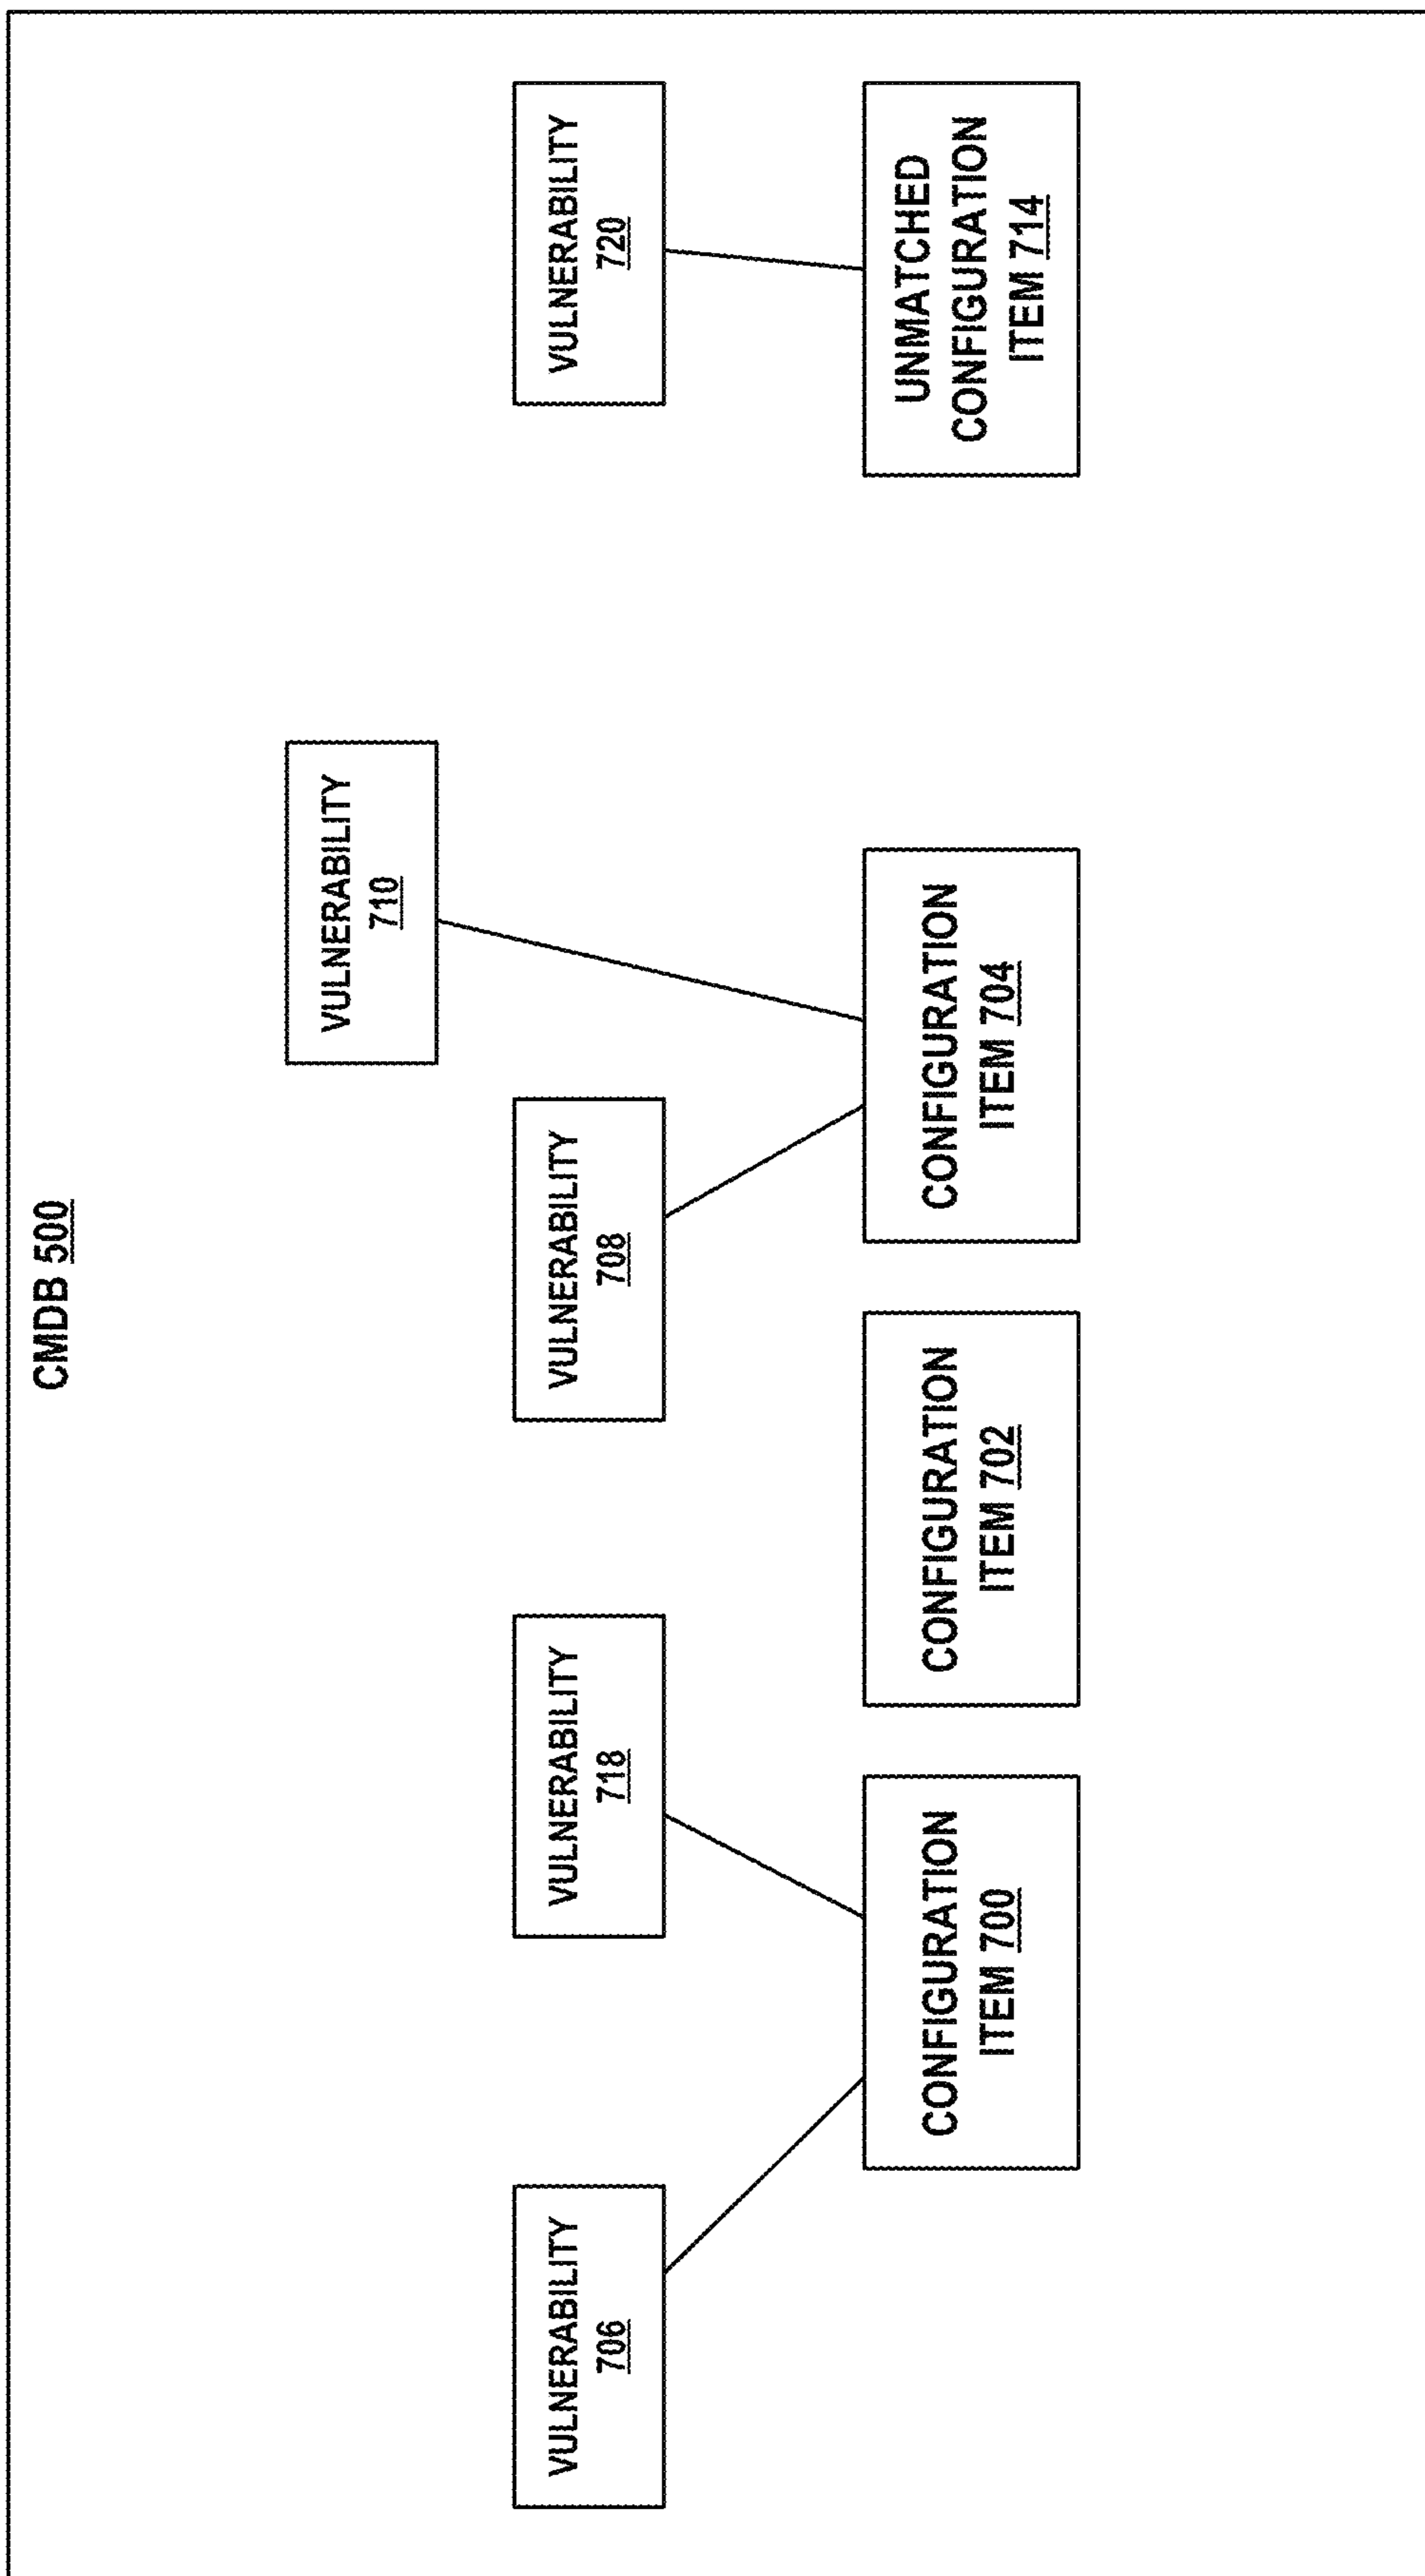 CMDB 500
VULNERABILITY
710
VULNERABILITY
706
VULNERABILITY
718
VULNERABILITY
708
VULNERABILITY
720
CONFIGURATION
ITEM 700
CONFIGURATION
ITEM 702
CONFIGURATION
ITEM 704
UNMATCHED
CONFIGURATION
ITEM 714